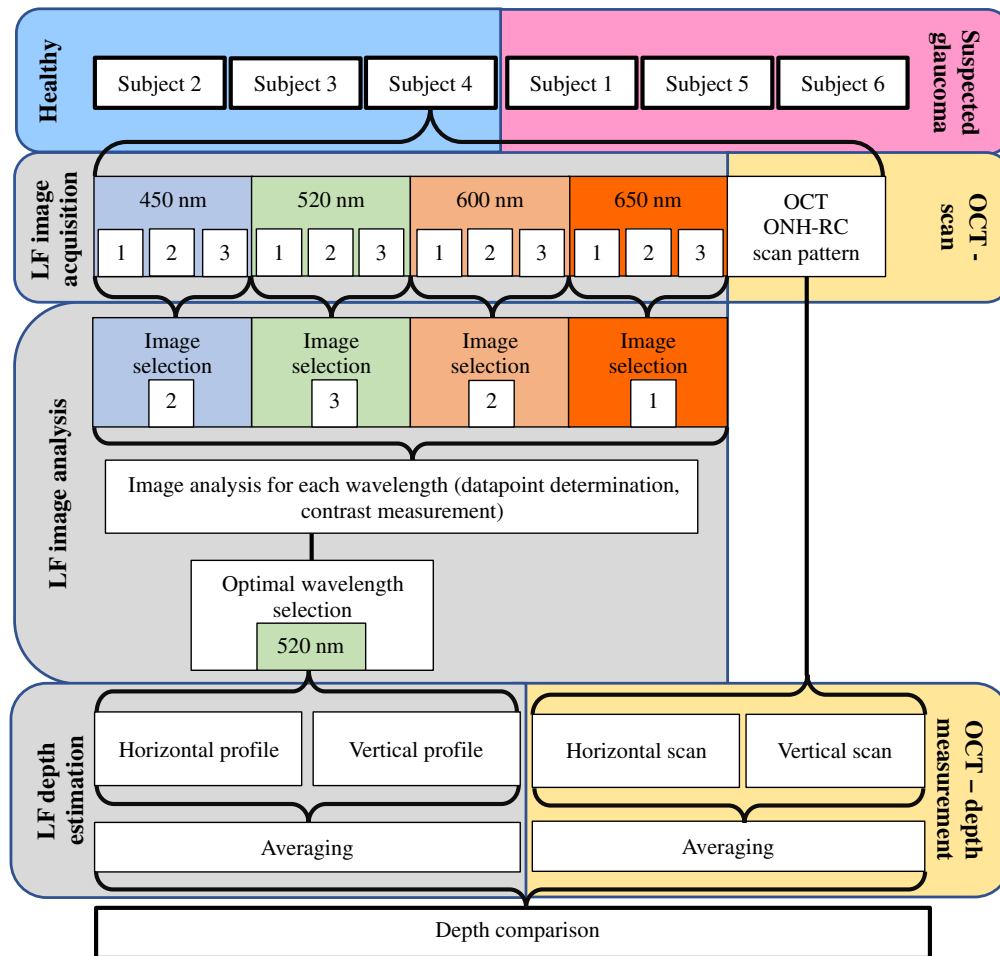 Healthy
Subject 2
Subject 3
Subject 4
Subject 1
Subject 5
Subject 6
Suspected
glaucoma
LF image
acquisition
450 nm
1
2
3
520 nm
1
2
3
600 nm
1
2
3
650 nm
1
2
3
OCT
ONH-RC
scan pattern
OCT -
scan
LF image analysis
Image
selection
2
Image
selection
3
Image
selection
2
Image
selection
1
Image analysis for each wavelength (datapoint determination,
contrast measurement)
Optimal wavelength
selection
520 nm
LF depth
estimation
Horizontal profile
Vertical profile
Horizontal scan
Vertical scan
OCT – depth
measurement
Averaging
Averaging
Depth comparison